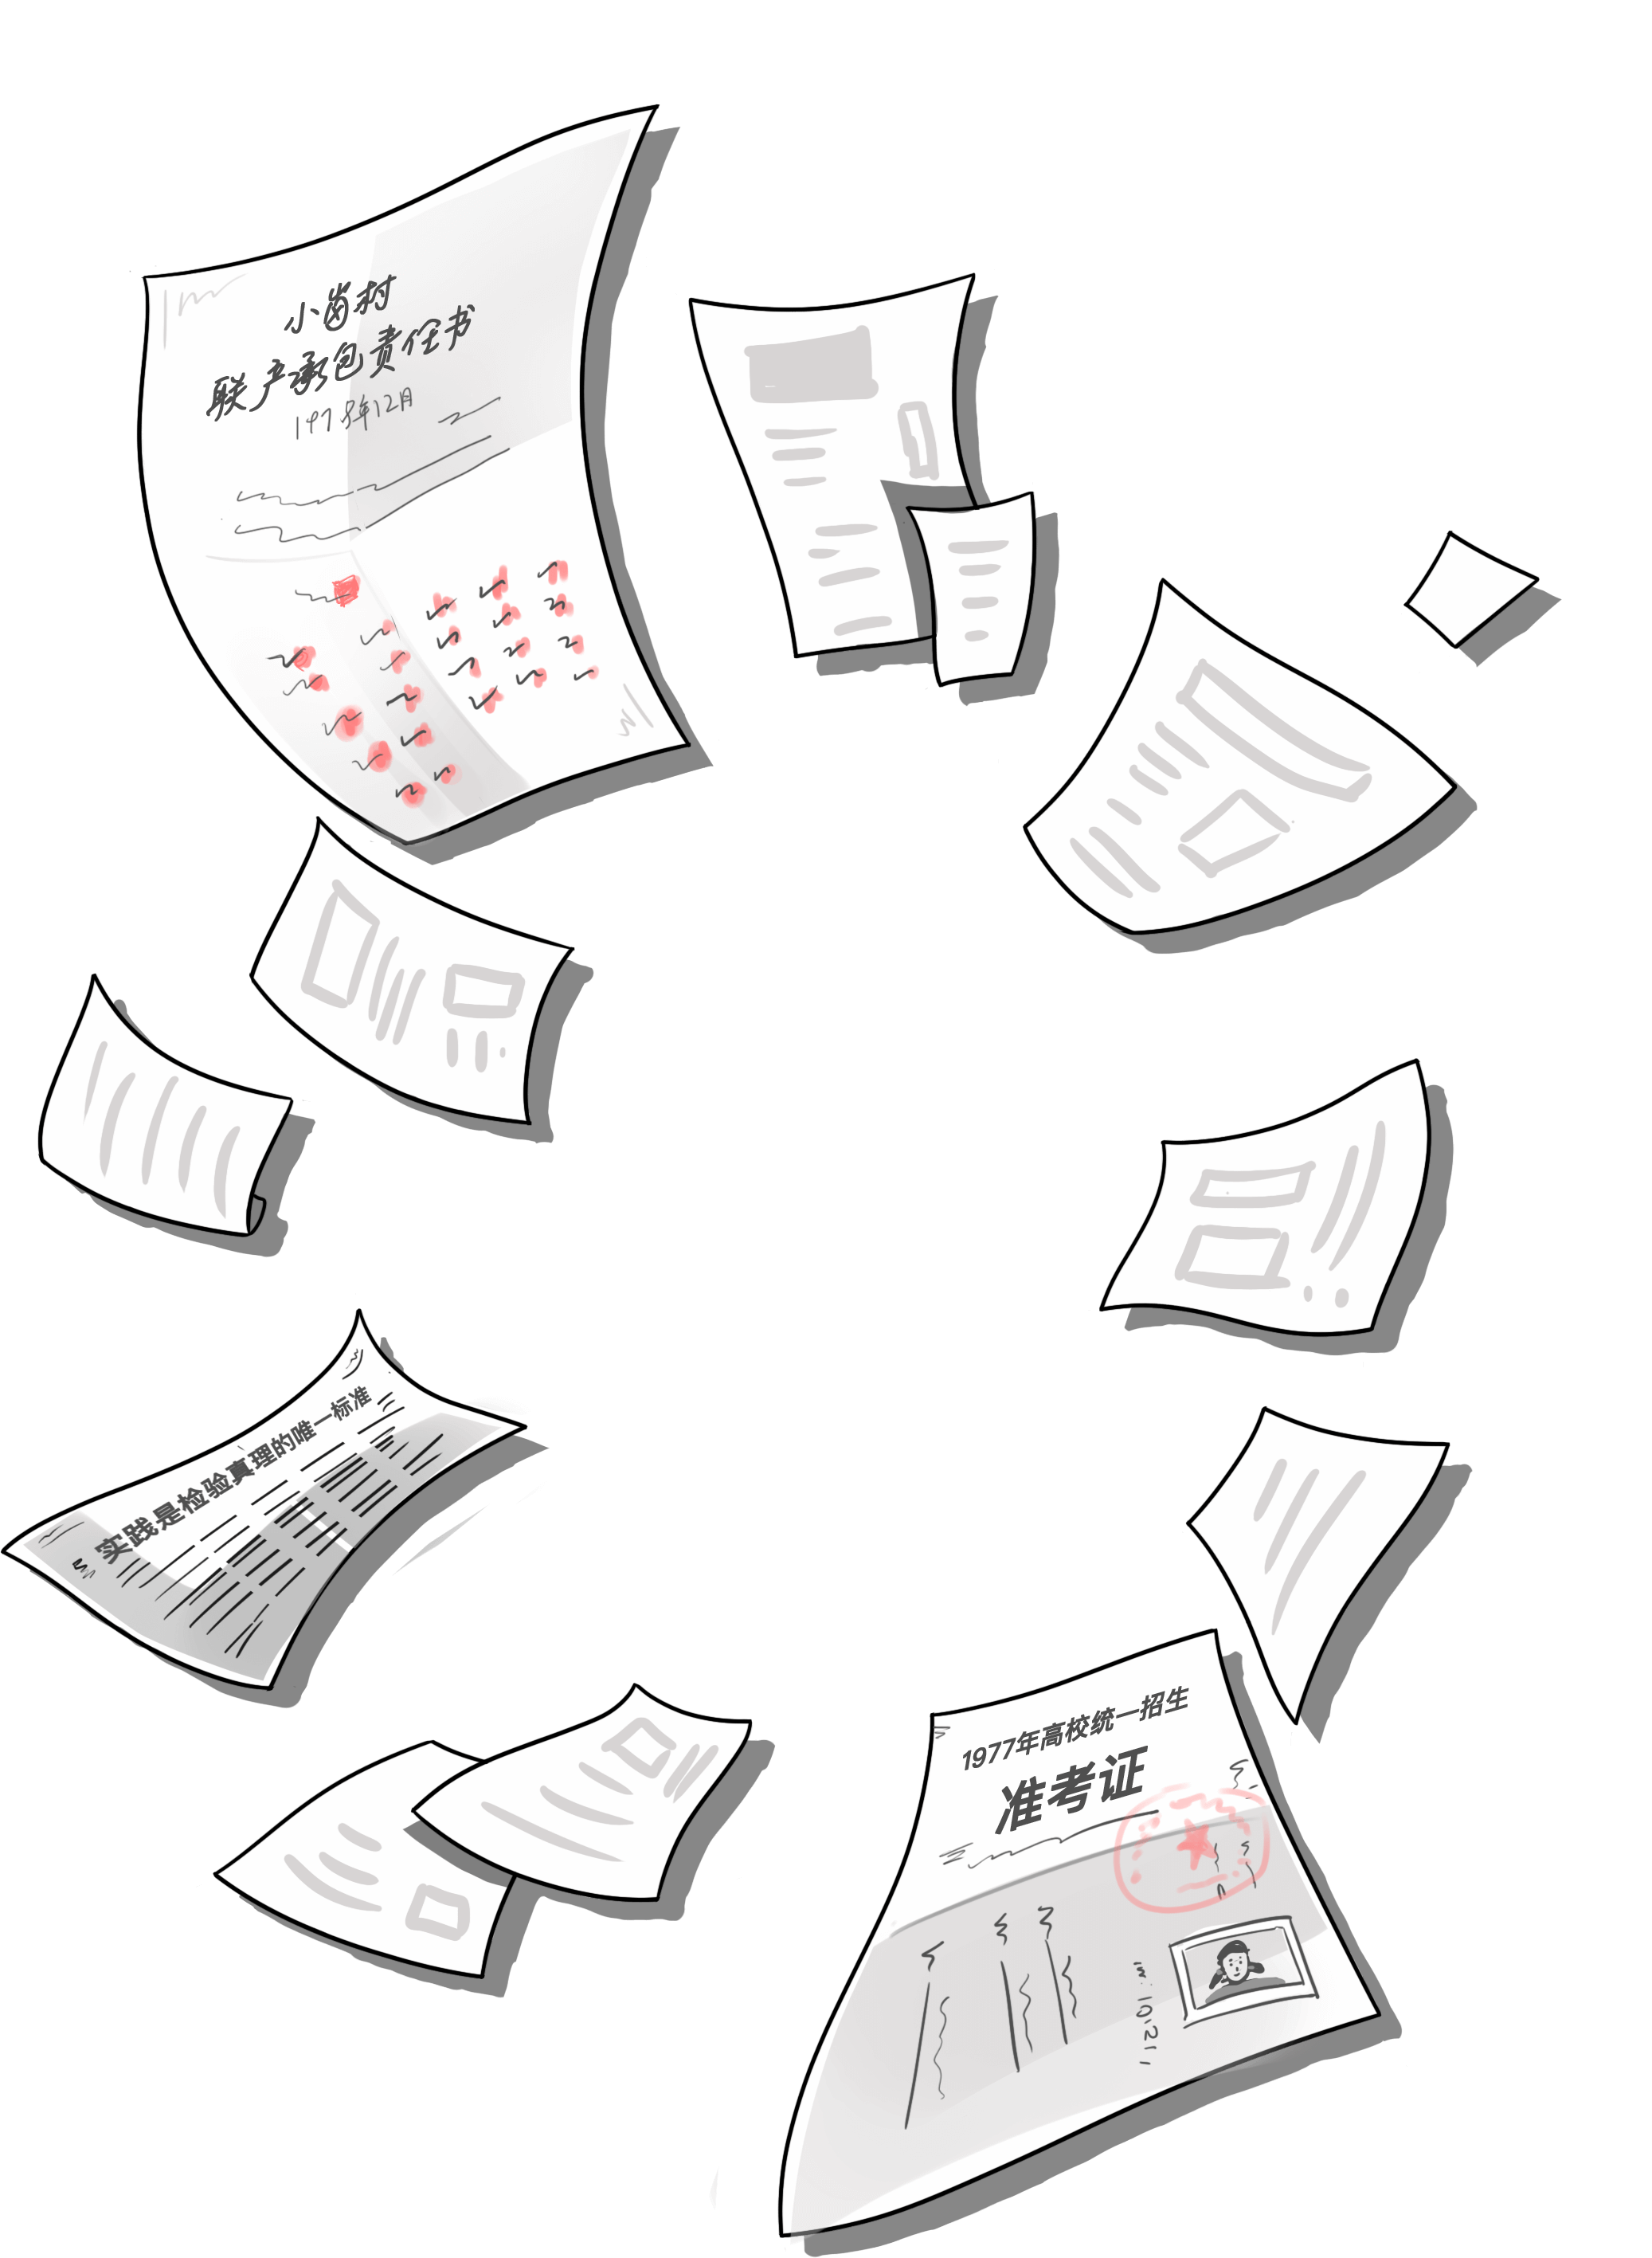 小岗村
联产承包责任书
1978年12月
实践是检验真理的唯一标准
1977年高校统一招生
准考证